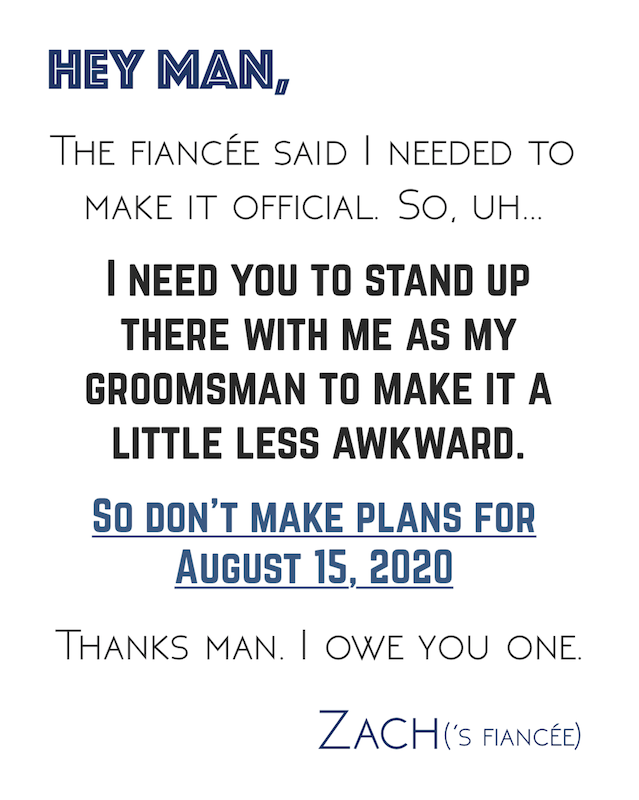 HEY MAN,
THE FIANCÉE SAID I NEEDED TO
MAKE IT OFFICIAL. SO, UH...
I NEED YOU TO STAND UP
THERE WITH ME AS MY
GROOMSMAN TO MAKE IT A
LITTLE LESS AWKWARD.
SO DON'T MAKE PLANS FOR
AUGUST 15, 2020
THANKS MAN. I OWE YOU ONE.
ZACH('S FIANCÉE)